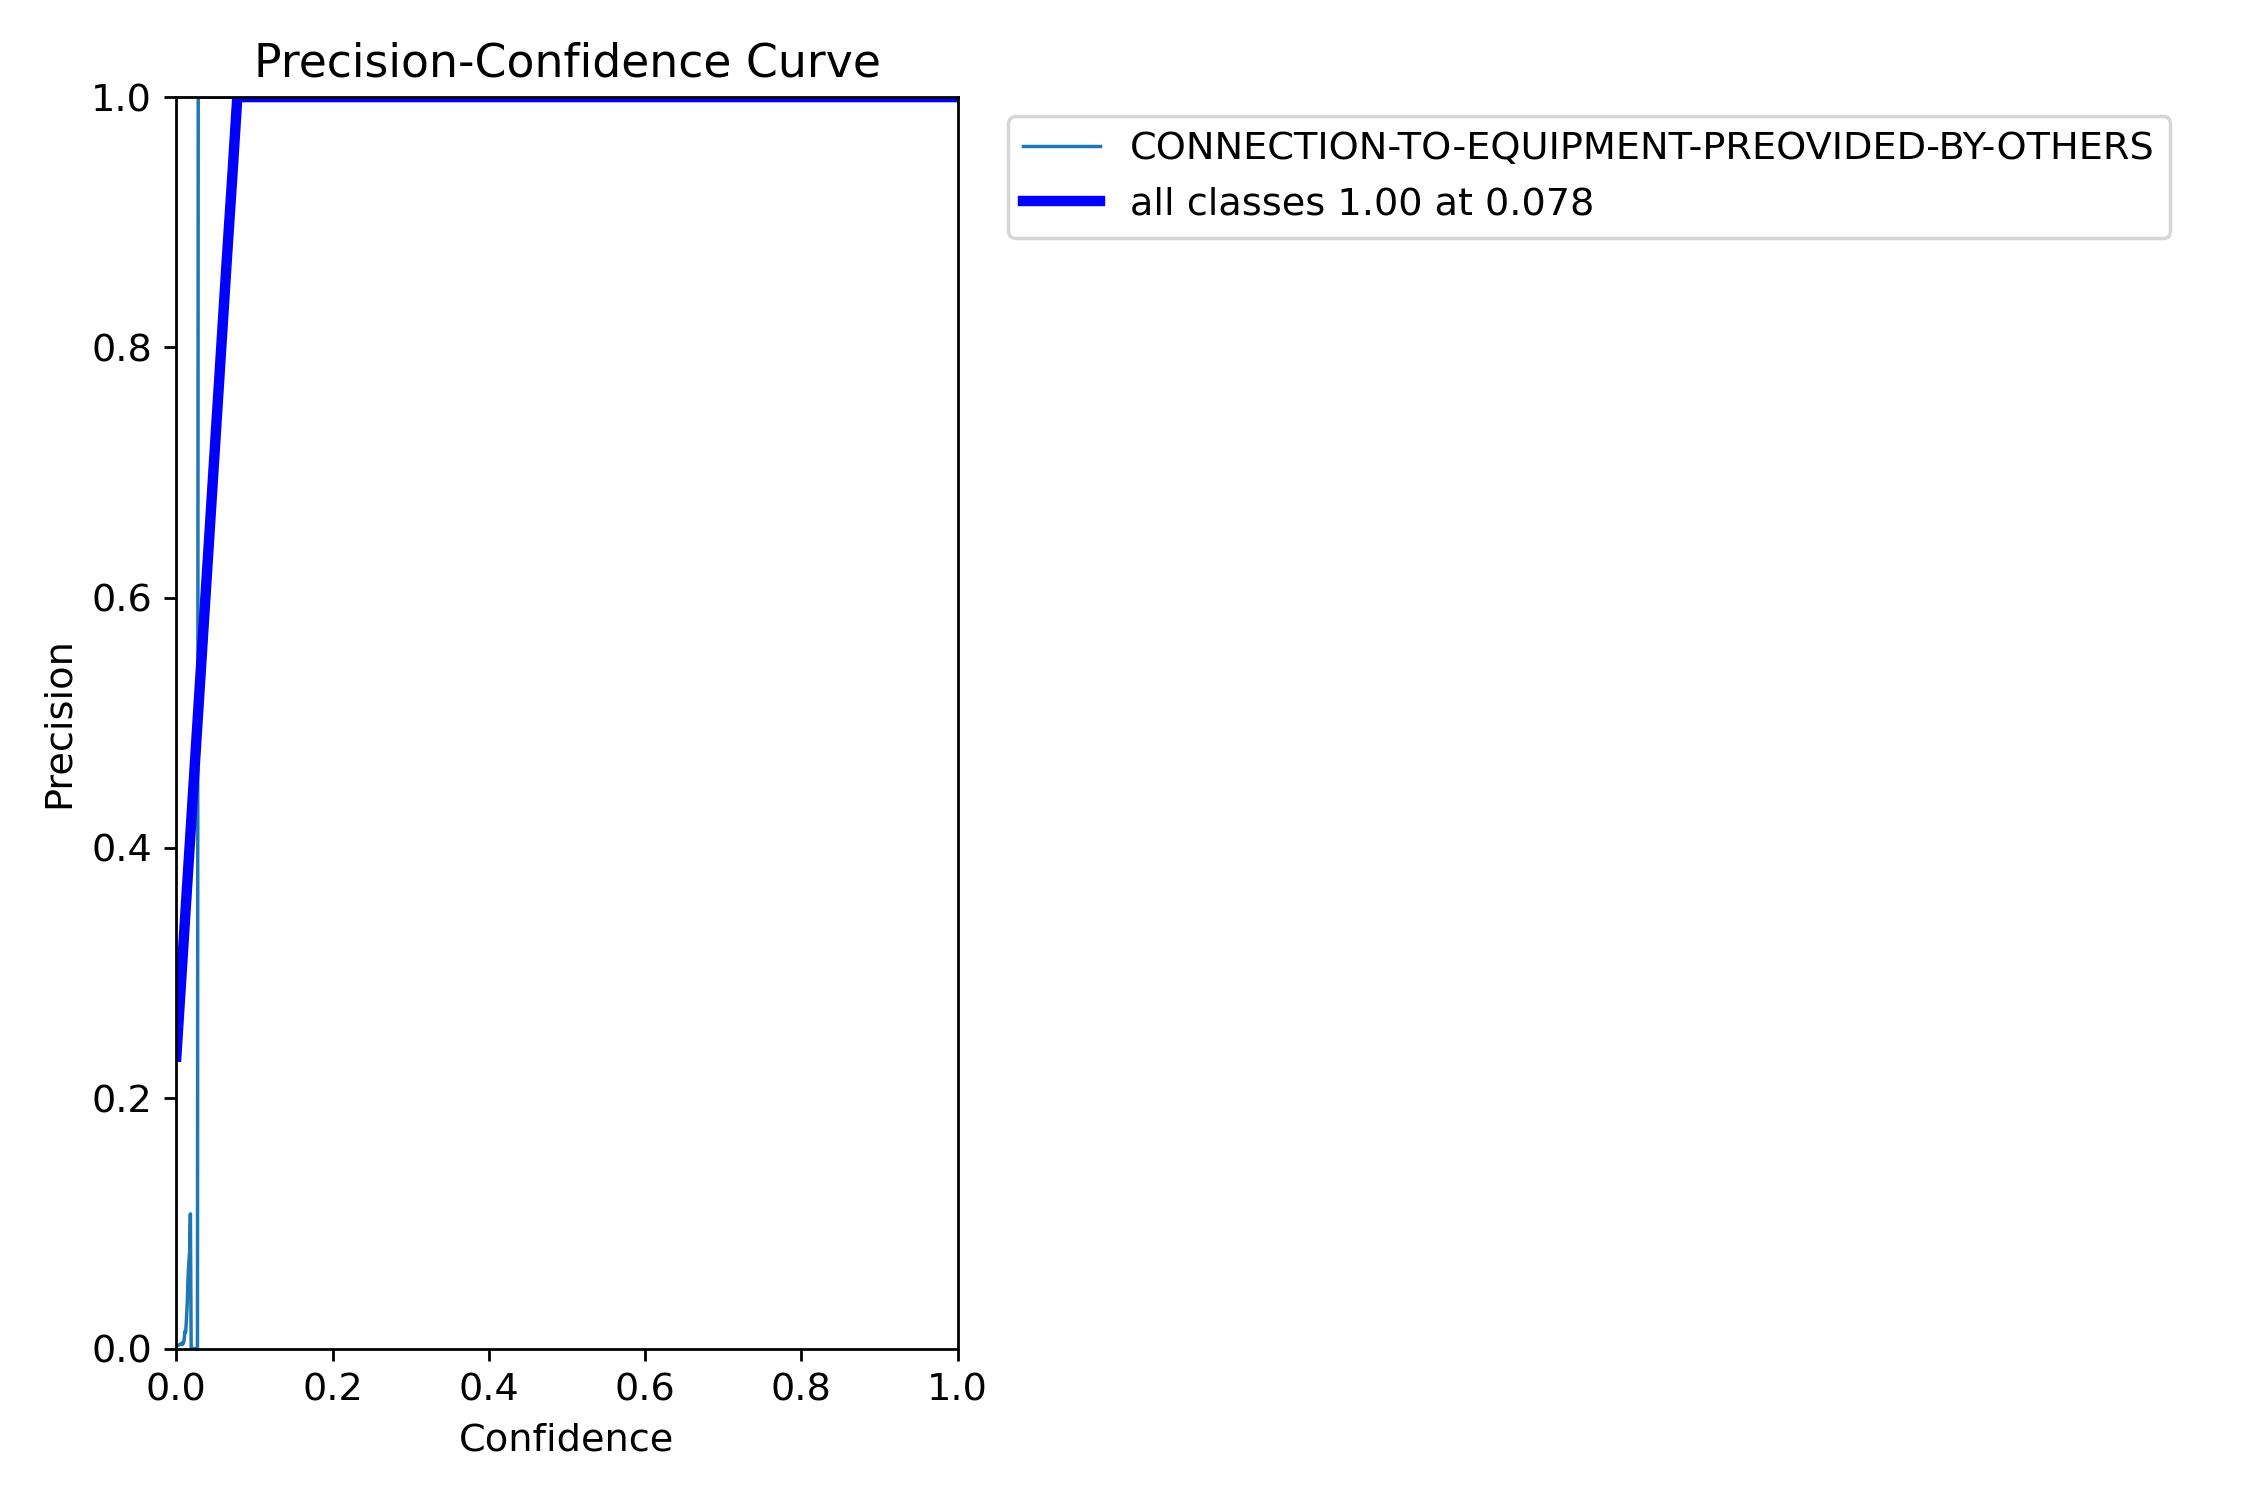 Precision-Confidence Curve
CONNECTION-TO-EQUIPMENT-PREOVIDED-BY-OTHERS
all classes 1.00 at 0.078
Precision
1.0
0.8
0.6
0.4
0.2
0.0
0.0 0.2 0.4 0.6 0.8 1.0
Confidence